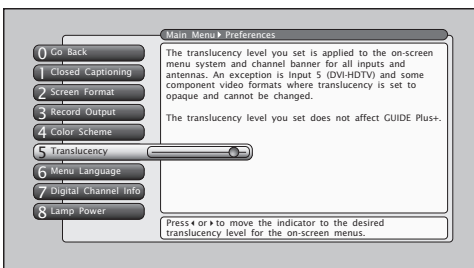 Main Menu ▸ Preferences
0 Go Back
1 Closed Captioning
2 Screen Format
3 Record Output
4 Color Scheme
5 Translucency
6 Menu Language
7 Digital Channel Info
8 Lamp Power
The translucency level you set is applied to the on-screen
menu system and channel banner for all inputs and
antennas. An exception is Input 5 (DVI-HDTV) and some
component video formats where translucency is set to
opaque and cannot be changed.
The translucency level you set does not affect GUIDE Plus+.
Press ◂ or ▸ to move the indicator to the desired
translucency level for the on-screen menus.